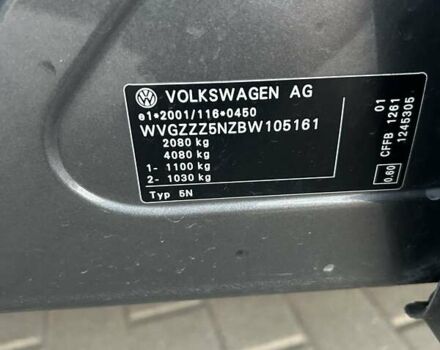 VOLKSWAGEN AG
e1*2001/116*0450
WVGZZZ5NZBW105161
2080 kg
4080 kg
1- 1100 kg
2- 1030 kg
Typ 5N
01
CFFB 1261
1245305
0.60